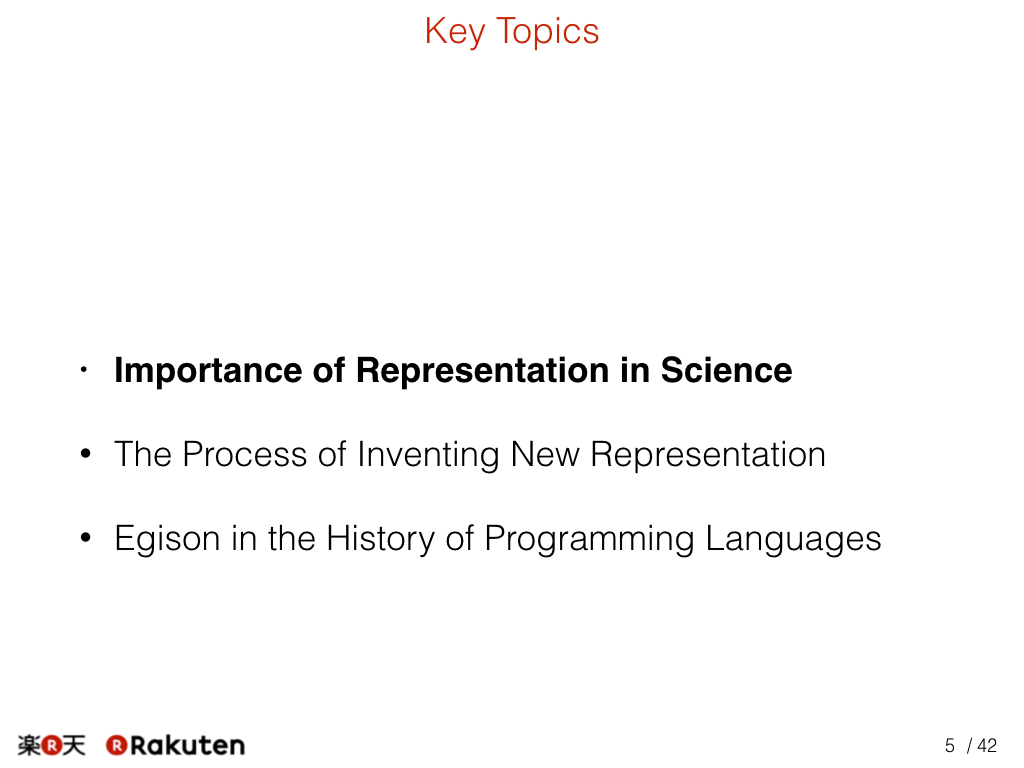 Key Topics
• Importance of Representation in Science
• The Process of Inventing New Representation
• Egison in the History of Programming Languages
楽R天 R Rakuten
5 / 42